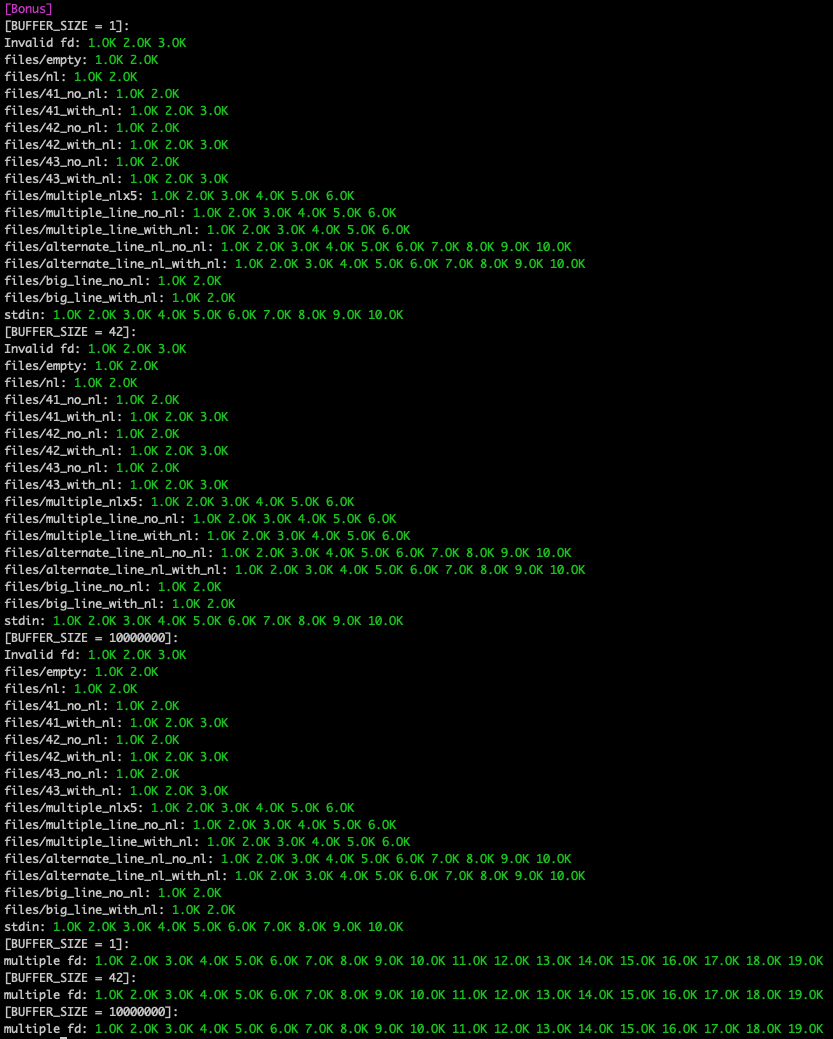 [Bonus]
[BUFFER_SIZE = 1]:
Invalid fd: 1.OK 2.OK 3.OK
files/empty: 1.OK 2.OK
files/nl: 1.OK 2.OK
files/41_no_nl: 1.OK 2.OK
files/41_with_nl: 1.OK 2.OK 3.OK
files/42_no_nl: 1.OK 2.OK
files/42_with_nl: 1.OK 2.OK 3.OK
files/43_no_nl: 1.OK 2.OK
files/43_with_nl: 1.OK 2.OK 3.OK
files/multiple_nlx5: 1.OK 2.OK 3.OK 4.OK 5.OK 6.OK
files/multiple_line_no_nl: 1.OK 2.OK 3.OK 4.OK 5.OK 6.OK
files/multiple_line_with_nl: 1.OK 2.OK 3.OK 4.OK 5.OK 6.OK
files/alternate_line_nl_no_nl: 1.OK 2.OK 3.OK 4.OK 5.OK 6.OK 7.OK 8.OK 9.OK 10.OK
files/alternate_line_nl_with_nl: 1.OK 2.OK 3.OK 4.OK 5.OK 6.OK 7.OK 8.OK 9.OK 10.OK
files/big_line_no_nl: 1.OK 2.OK
files/big_line_with_nl: 1.OK 2.OK
stdin: 1.OK 2.OK 3.OK 4.OK 5.OK 6.OK 7.OK 8.OK 9.OK 10.OK
[BUFFER_SIZE = 42]:
Invalid fd: 1.OK 2.OK 3.OK
files/empty: 1.OK 2.OK
files/nl: 1.OK 2.OK
files/41_no_nl: 1.OK 2.OK
files/41_with_nl: 1.OK 2.OK 3.OK
files/42_no_nl: 1.OK 2.OK
files/42_with_nl: 1.OK 2.OK 3.OK
files/43_no_nl: 1.OK 2.OK
files/43_with_nl: 1.OK 2.OK 3.OK
files/multiple_nlx5: 1.OK 2.OK 3.OK 4.OK 5.OK 6.OK
files/multiple_line_no_nl: 1.OK 2.OK 3.OK 4.OK 5.OK 6.OK
files/multiple_line_with_nl: 1.OK 2.OK 3.OK 4.OK 5.OK 6.OK
files/alternate_line_nl_no_nl: 1.OK 2.OK 3.OK 4.OK 5.OK 6.OK 7.OK 8.OK 9.OK 10.OK
files/alternate_line_nl_with_nl: 1.OK 2.OK 3.OK 4.OK 5.OK 6.OK 7.OK 8.OK 9.OK 10.OK
files/big_line_no_nl: 1.OK 2.OK
files/big_line_with_nl: 1.OK 2.OK
stdin: 1.OK 2.OK 3.OK 4.OK 5.OK 6.OK 7.OK 8.OK 9.OK 10.OK
[BUFFER_SIZE = 10000000]:
Invalid fd: 1.OK 2.OK 3.OK
files/empty: 1.OK 2.OK
files/nl: 1.OK 2.OK
files/41_no_nl: 1.OK 2.OK
files/41_with_nl: 1.OK 2.OK 3.OK
files/42_no_nl: 1.OK 2.OK
files/42_with_nl: 1.OK 2.OK 3.OK
files/43_no_nl: 1.OK 2.OK
files/43_with_nl: 1.OK 2.OK 3.OK
files/multiple_nlx5: 1.OK 2.OK 3.OK 4.OK 5.OK 6.OK
files/multiple_line_no_nl: 1.OK 2.OK 3.OK 4.OK 5.OK 6.OK
files/multiple_line_with_nl: 1.OK 2.OK 3.OK 4.OK 5.OK 6.OK
files/alternate_line_nl_no_nl: 1.OK 2.OK 3.OK 4.OK 5.OK 6.OK 7.OK 8.OK 9.OK 10.OK
files/alternate_line_nl_with_nl: 1.OK 2.OK 3.OK 4.OK 5.OK 6.OK 7.OK 8.OK 9.OK 10.OK
files/big_line_no_nl: 1.OK 2.OK
files/big_line_with_nl: 1.OK 2.OK
stdin: 1.OK 2.OK 3.OK 4.OK 5.OK 6.OK 7.OK 8.OK 9.OK 10.OK
[BUFFER_SIZE = 1]:
multiple fd: 1.OK 2.OK 3.OK 4.OK 5.OK 6.OK 7.OK 8.OK 9.OK 10.OK 11.OK 12.OK 13.OK 14.OK 15.OK 16.OK 17.OK 18.OK 19.OK
[BUFFER_SIZE = 42]:
multiple fd: 1.OK 2.OK 3.OK 4.OK 5.OK 6.OK 7.OK 8.OK 9.OK 10.OK 11.OK 12.OK 13.OK 14.OK 15.OK 16.OK 17.OK 18.OK 19.OK
[BUFFER_SIZE = 10000000]:
multiple fd: 1.OK 2.OK 3.OK 4.OK 5.OK 6.OK 7.OK 8.OK 9.OK 10.OK 11.OK 12.OK 13.OK 14.OK 15.OK 16.OK 17.OK 18.OK 19.OK